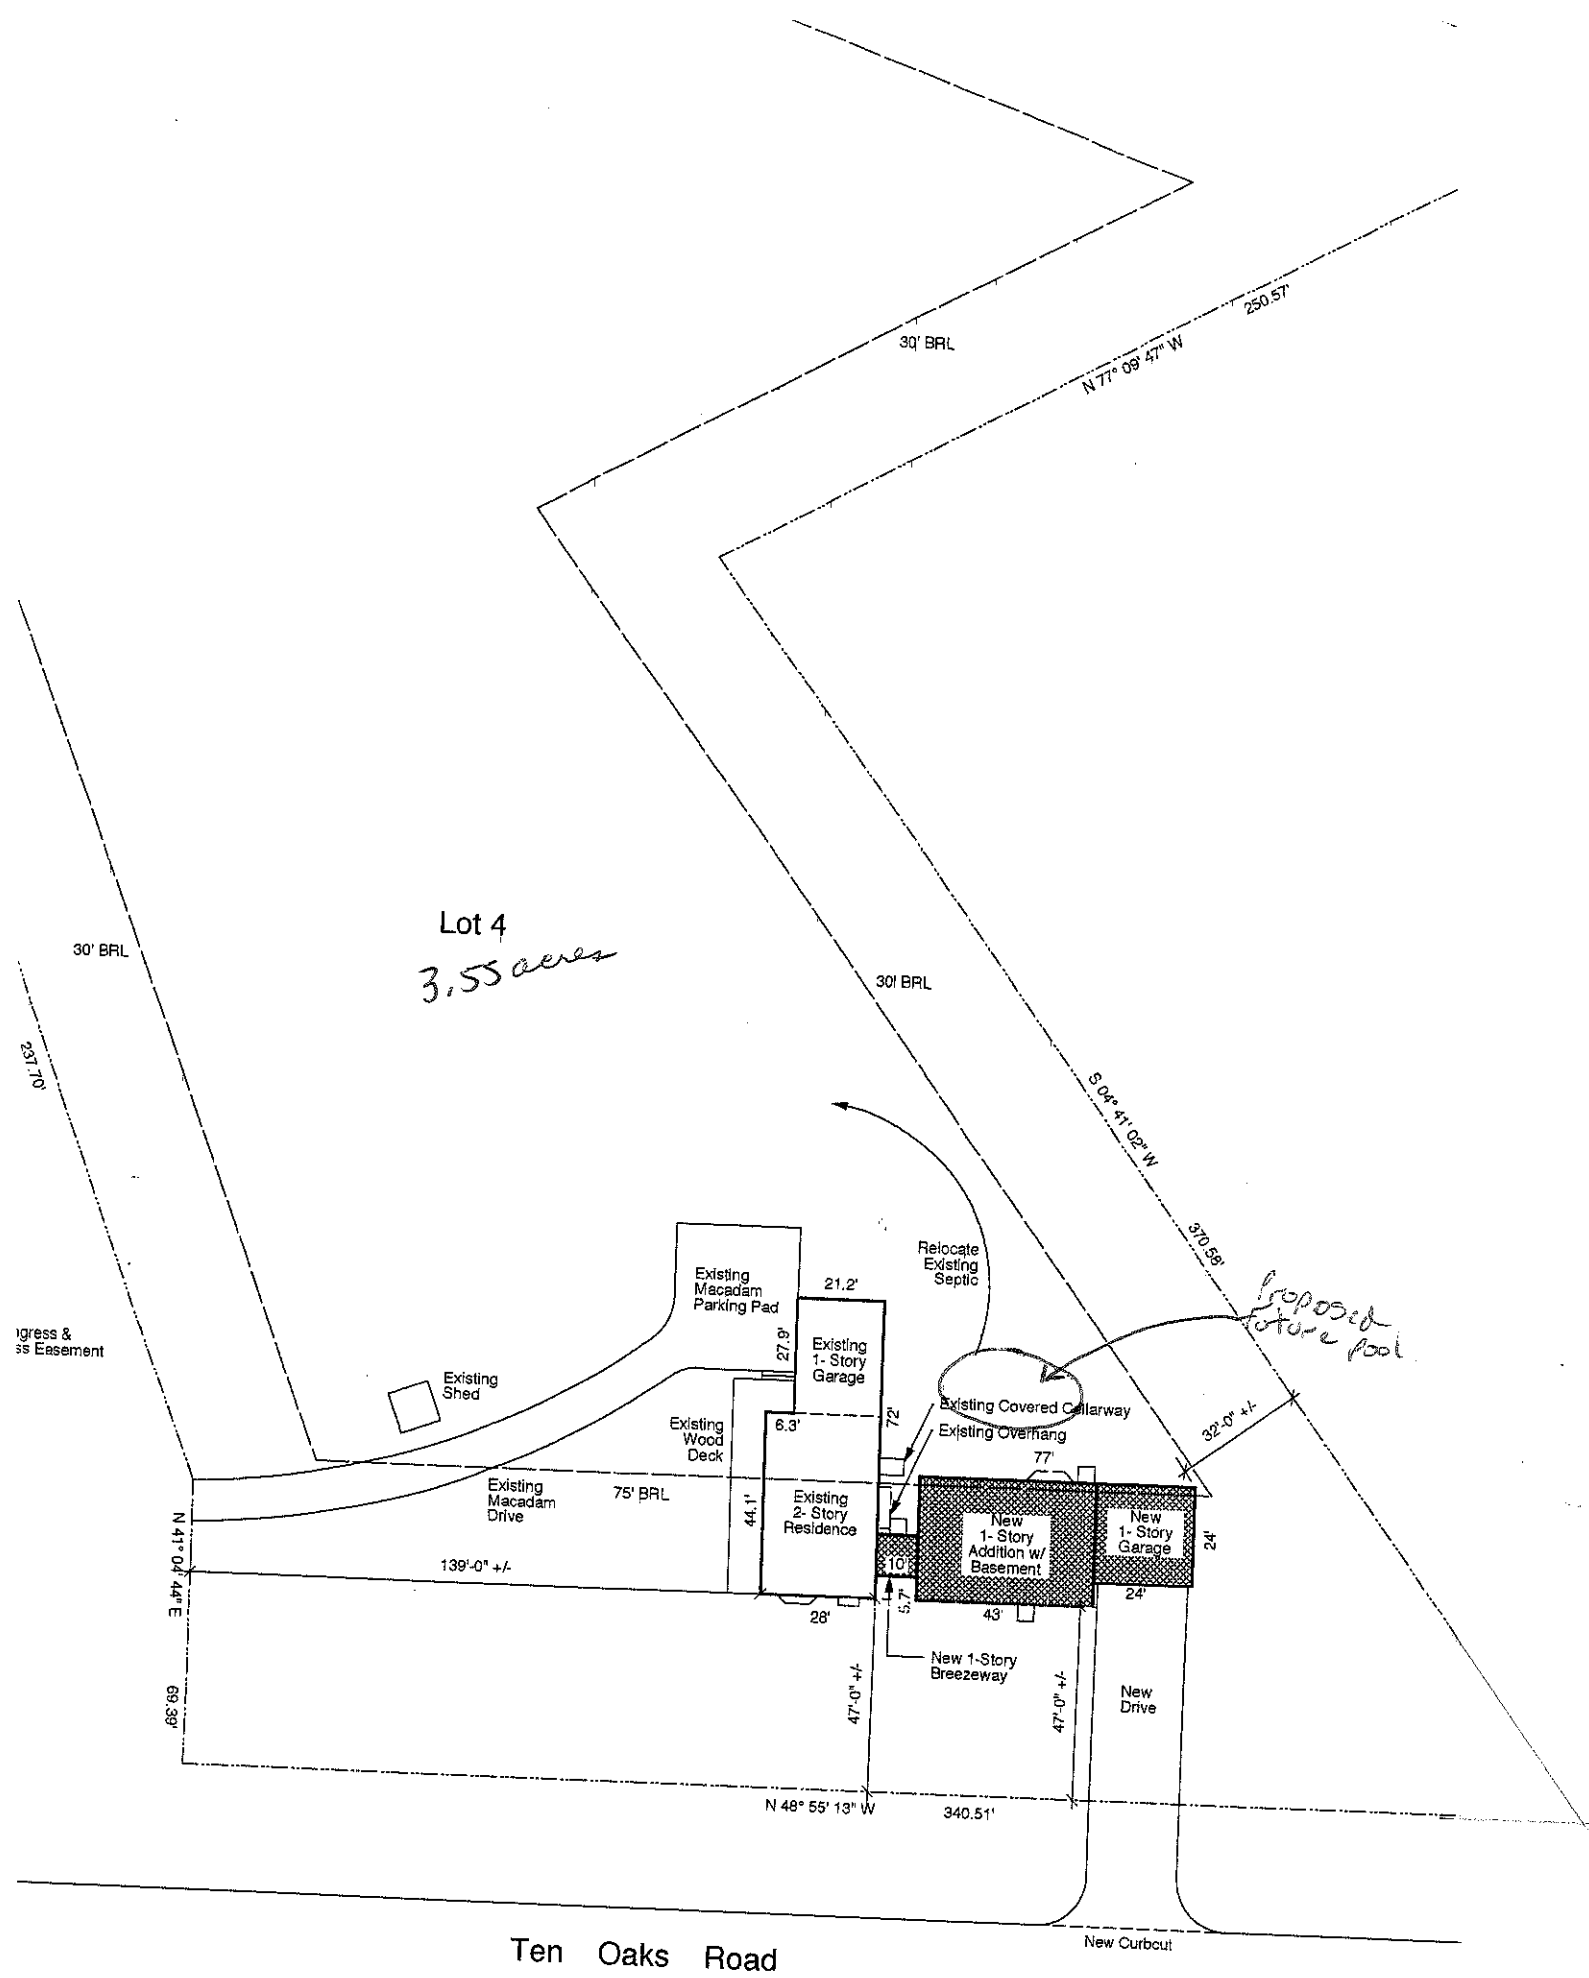 250.57'
30' BRL
N 77° 09' 47" W
Lot 4
3.55 acres
30' BRL
30' BRL
237.70'
S 04° 41' 02" W
370.58'
Relocate
Existing
Septic
Proposed
future pool
Existing
Macadam
Parking Pad
21.2'
27.9'
Existing
1- Story
Garage
ngress &
ss Easement
Existing
Shed
Existing Covered Cellarway
72'
6.3'
Existing
Wood
Deck
Existing Overhang
32'-0" +/-
77'
Existing
Macadam
Drive
75' BRL
44.1'
Existing
2- Story
Residence
New
1- Story
Addition w/
Basement
New
1- Story
Garage
24'
N 41° 04' 44" E
139'-0" +/-
10'
5.7'
28'
43'
24'
New 1-Story
Breezeway
47'-0" +/-
47'-0" +/-
New
Drive
69.39'
N 48° 55' 13" W
340.51'
New Curbcut
Ten Oaks Road